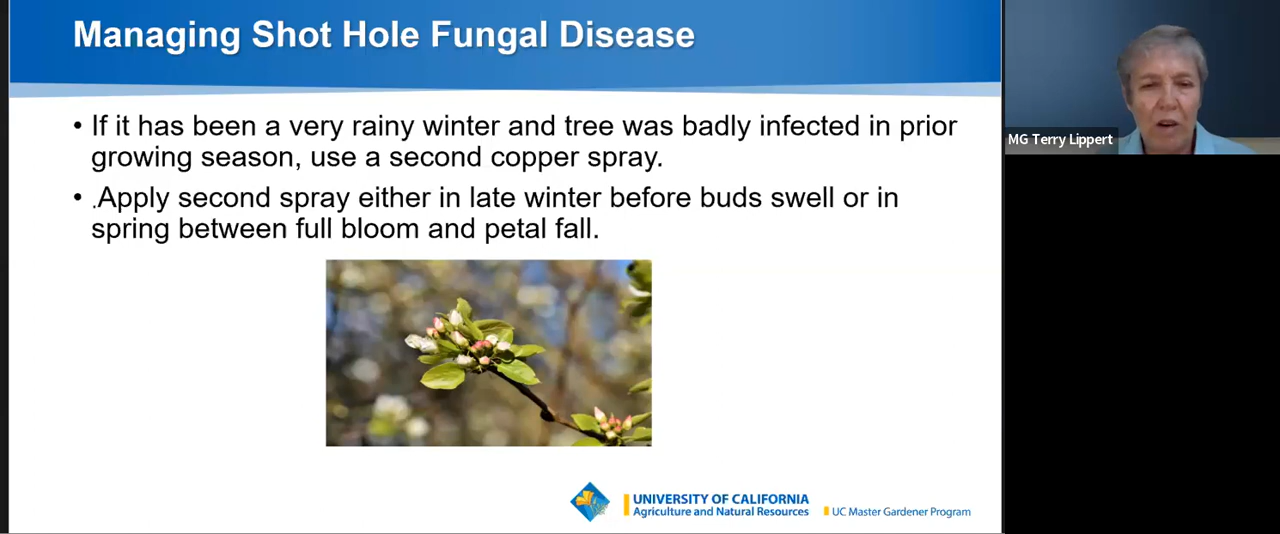 Managing Shot Hole Fungal Disease
MG Terry Lippert
• If it has been a very rainy winter and tree was badly infected in prior
growing season, use a second copper spray.
• .Apply second spray either in late winter before buds swell or in
spring between full bloom and petal fall.
UNIVERSITY OF CALIFORNIA
Agriculture and Natural Resources
UC Master Gardener Program